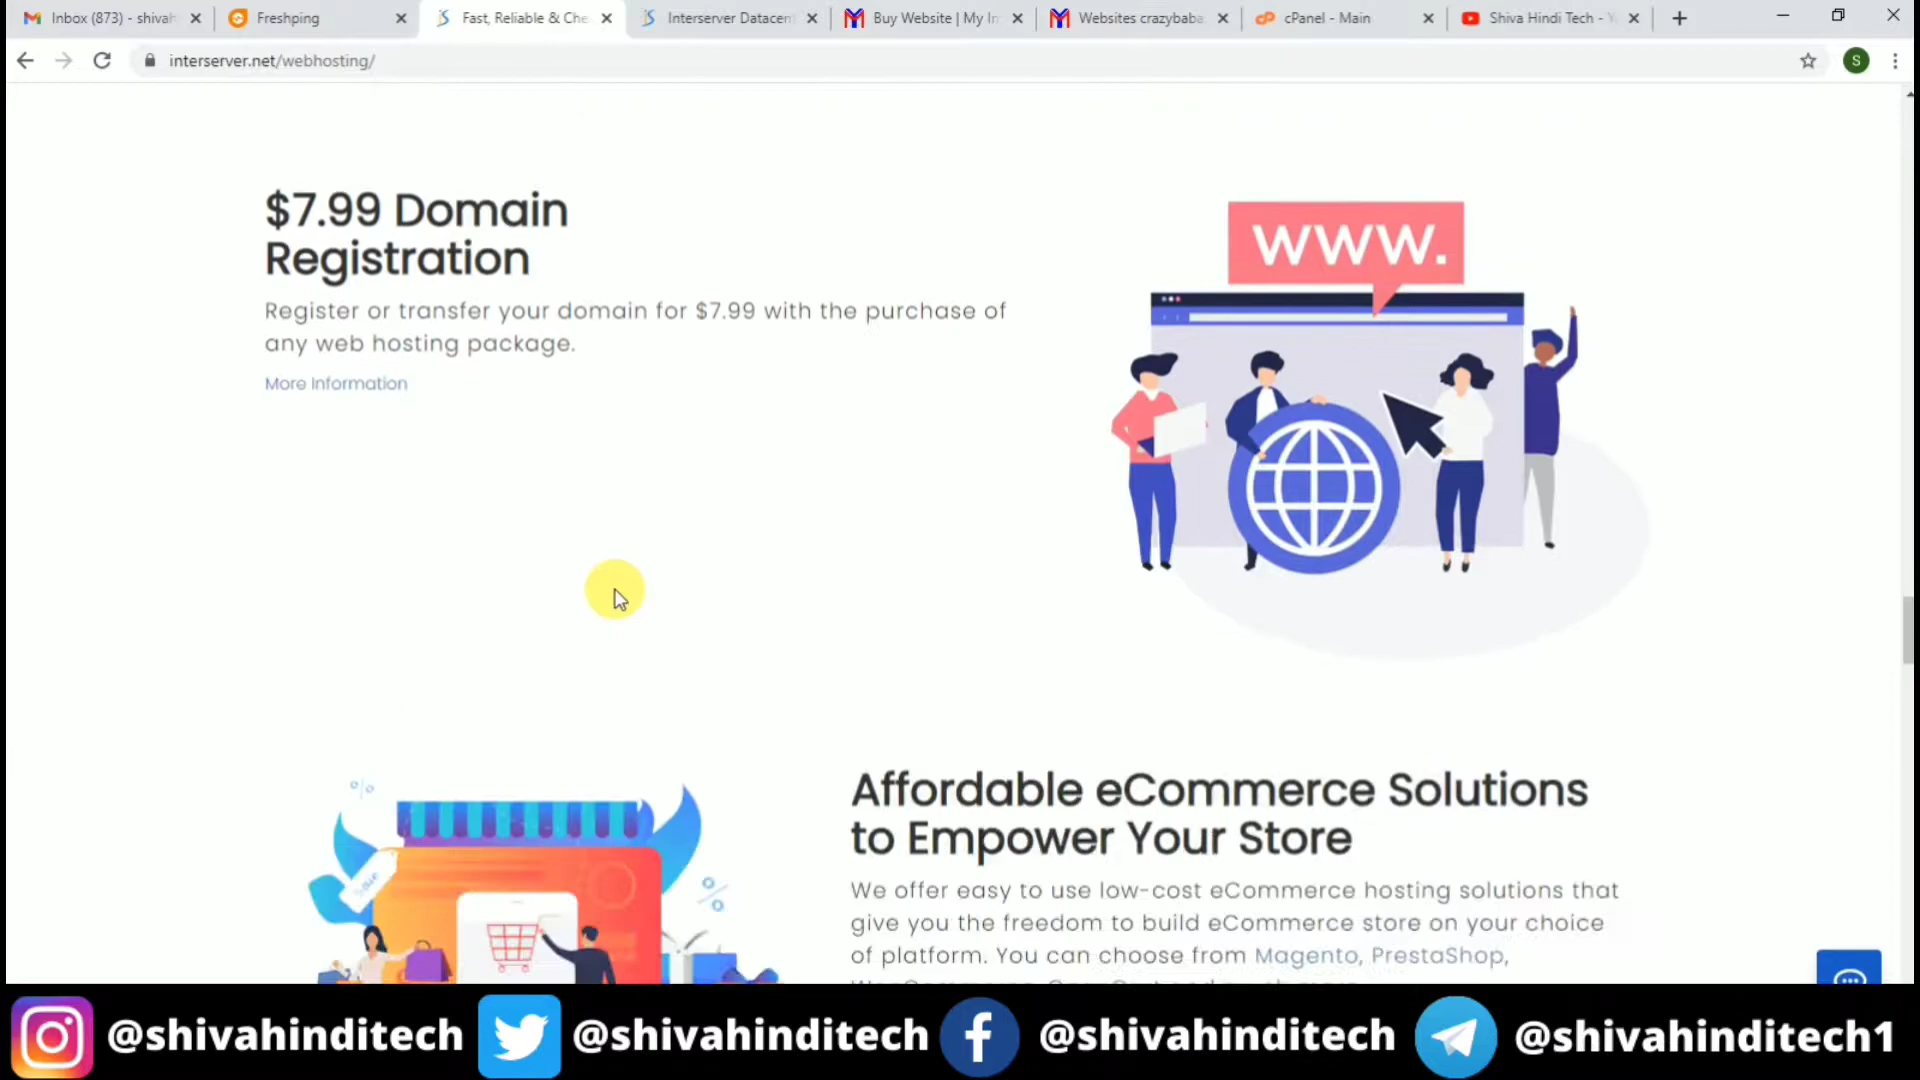 Inbox (873) - shivah
Freshping
Fast, Reliable & Che
Interserver Datacen
Buy Website | My In
Websites crazybaba
cPanel - Main
Shiva Hindi Tech - Y
interserver.net/webhosting/
S
$7.99 Domain
Registration
Register or transfer your domain for $7.99 with the purchase of
any web hosting package.
More Information
www.
Affordable eCommerce Solutions
to Empower Your Store
We offer easy to use low-cost eCommerce hosting solutions that
give you the freedom to build eCommerce store on your choice
of platform. You can choose from Magento, PrestaShop,
Sale
@shivahinditech
@shivahinditech
@shivahinditech
@shivahinditech1